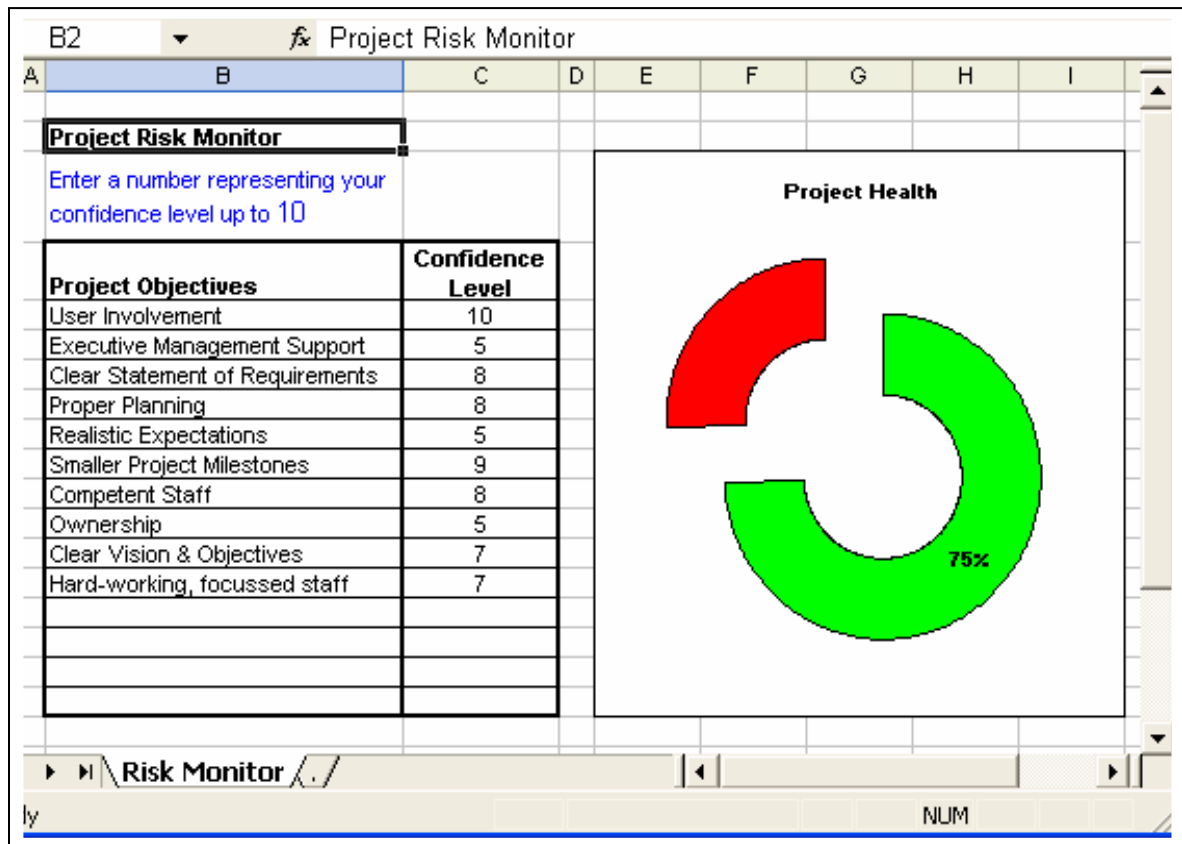 B2 fx Project Risk Monitor
A B C D E F G H I
Project Risk Monitor
Enter a number representing your
confidence level up to 10
Project Objectives Confidence Level
User Involvement 10
Executive Management Support 5
Clear Statement of Requirements 8
Proper Planning 8
Realistic Expectations 5
Smaller Project Milestones 9
Competent Staff 8
Ownership 5
Clear Vision & Objectives 7
Hard-working, focussed staff 7
Project Health
75%
Risk Monitor .
ly NUM